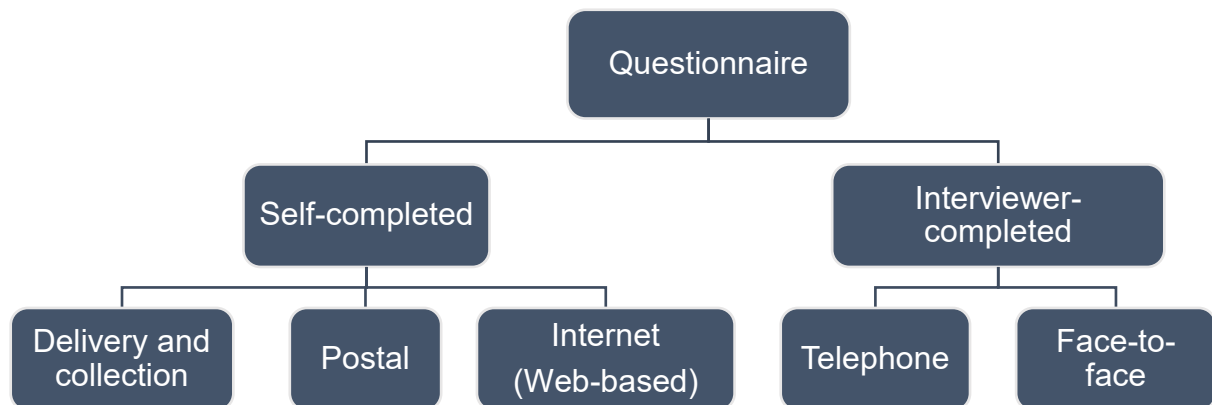 Questionnaire
Self-completed
Interviewer-
completed
Delivery and
collection
Postal
Internet
(Web-based)
Telephone
Face-to-
face